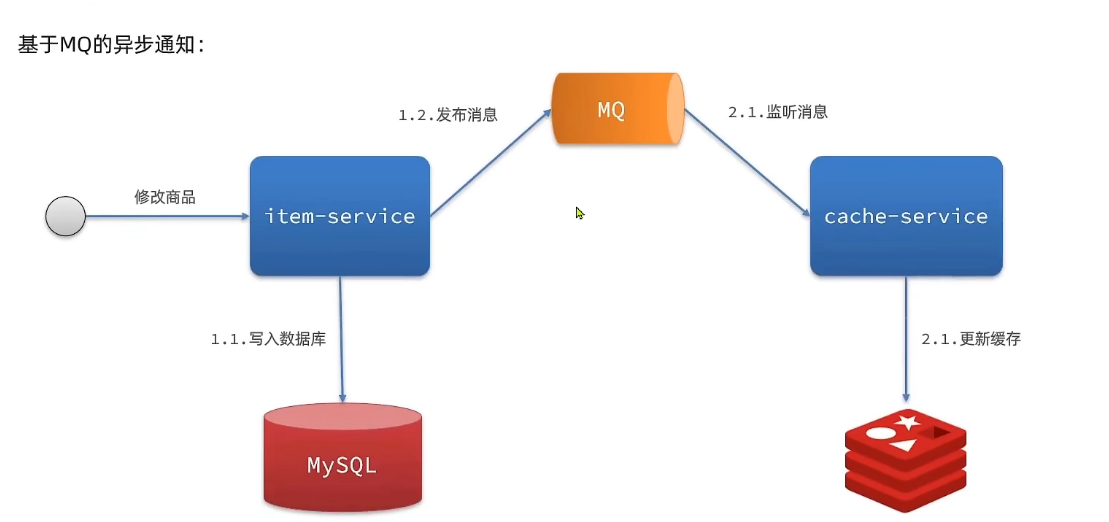 基于MQ的异步通知：
MQ
1.2.发布消息
2.1.监听消息
修改商品
item-service
cache-service
1.1.写入数据库
2.1.更新缓存
MySQL